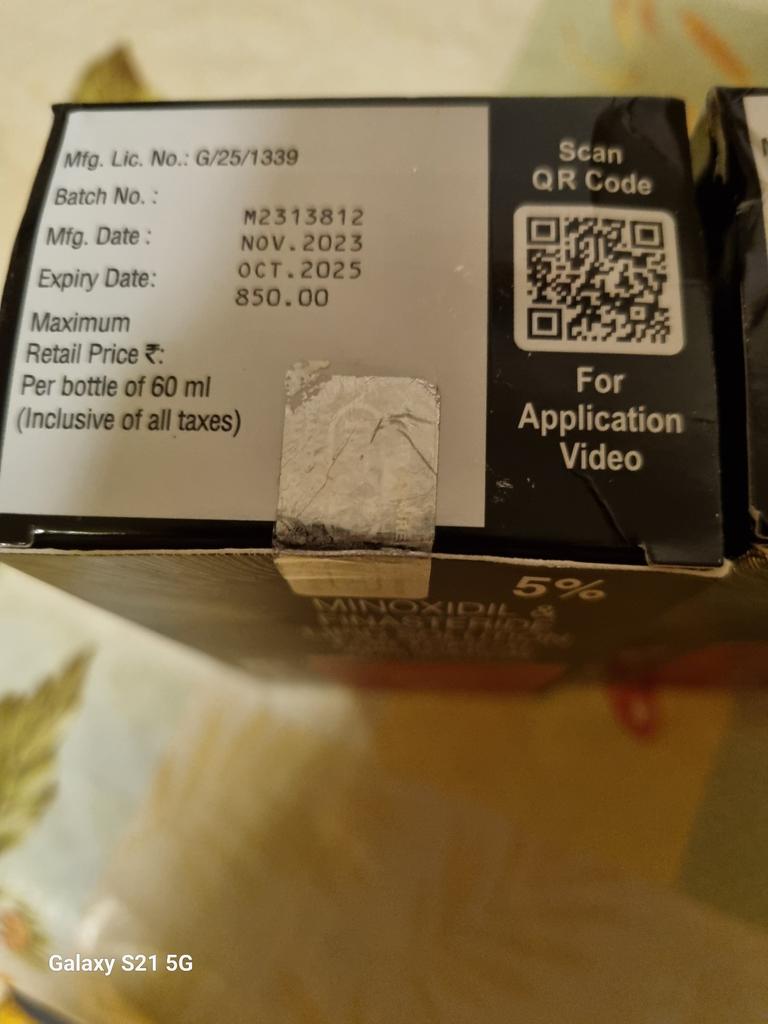 Mfg. Lic. No.: G/25/1339
Batch No. :
M2313812
Mfg. Date :
NOV.2023
Expiry Date:
OCT.2025
850.00
Maximum
Retail Price ₹:
Per bottle of 60 ml
(Inclusive of all taxes)
Scan
QR Code
For
Application
Video
5%
MINOXIDIL &
FINASTERIDE
Galaxy S21 5G